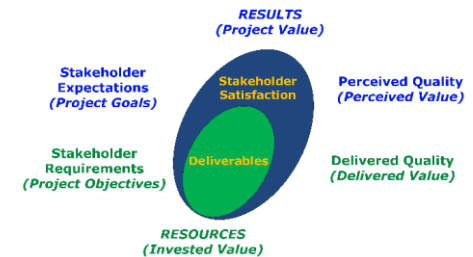 RESULTS
(Project Value)
Stakeholder
Expectations
(Project Goals)
Stakeholder
Satisfaction
Perceived Quality
(Perceived Value)
Stakeholder
Requirements
(Project Objectives)
Deliverables
Delivered Quality
(Delivered Value)
RESOURCES
(Invested Value)